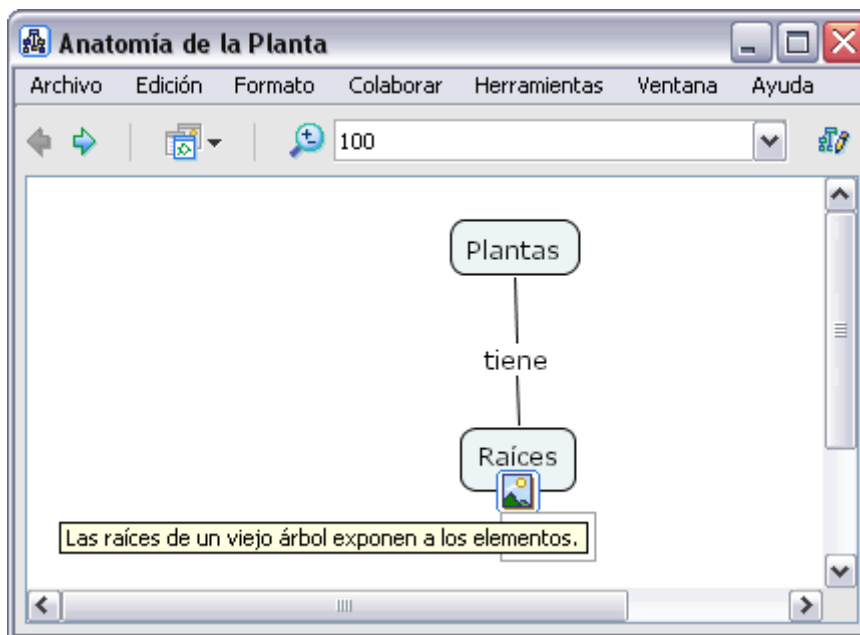 Anatomía de la Planta
Archivo Edición Formato Colaborar Herramientas Ventana Ayuda
100
Plantas
tiene
Raíces
Las raíces de un viejo árbol exponen a los elementos.